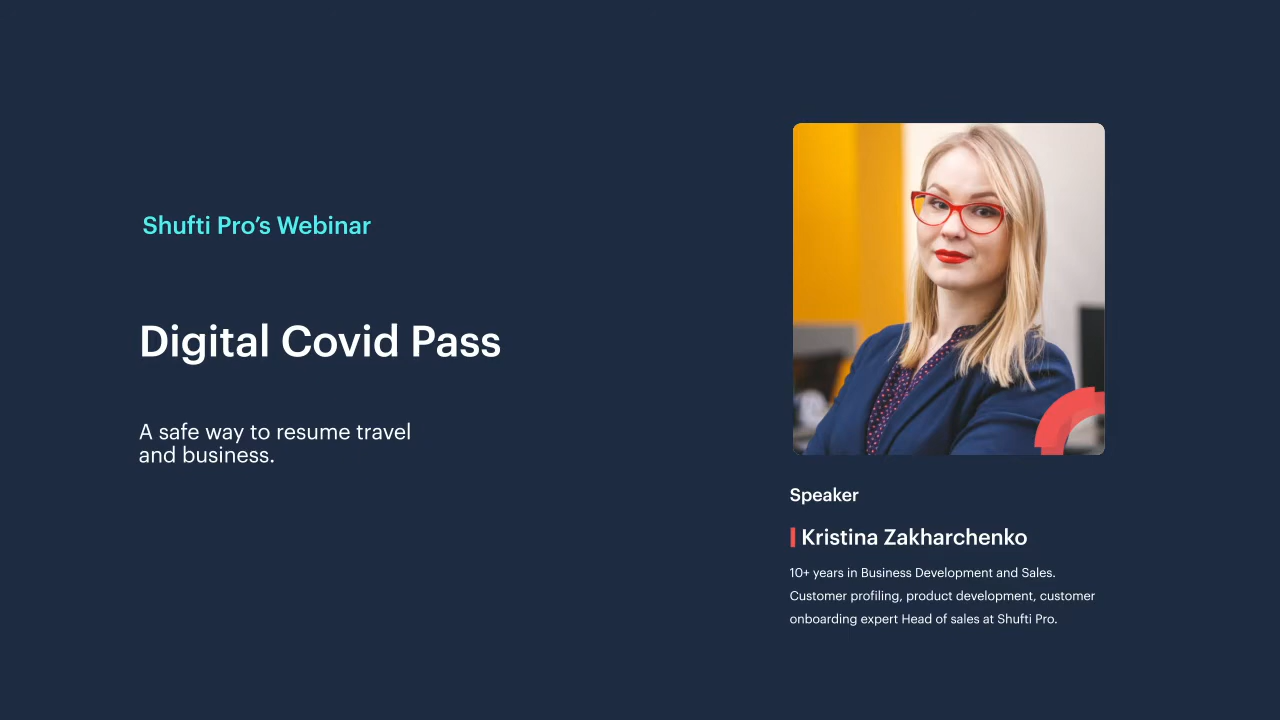 Shufti Pro’s Webinar
Digital Covid Pass
A safe way to resume travel
and business.
Speaker
Kristina Zakharchenko
10+ years in Business Development and Sales.
Customer profiling, product development, customer
onboarding expert Head of sales at Shufti Pro.